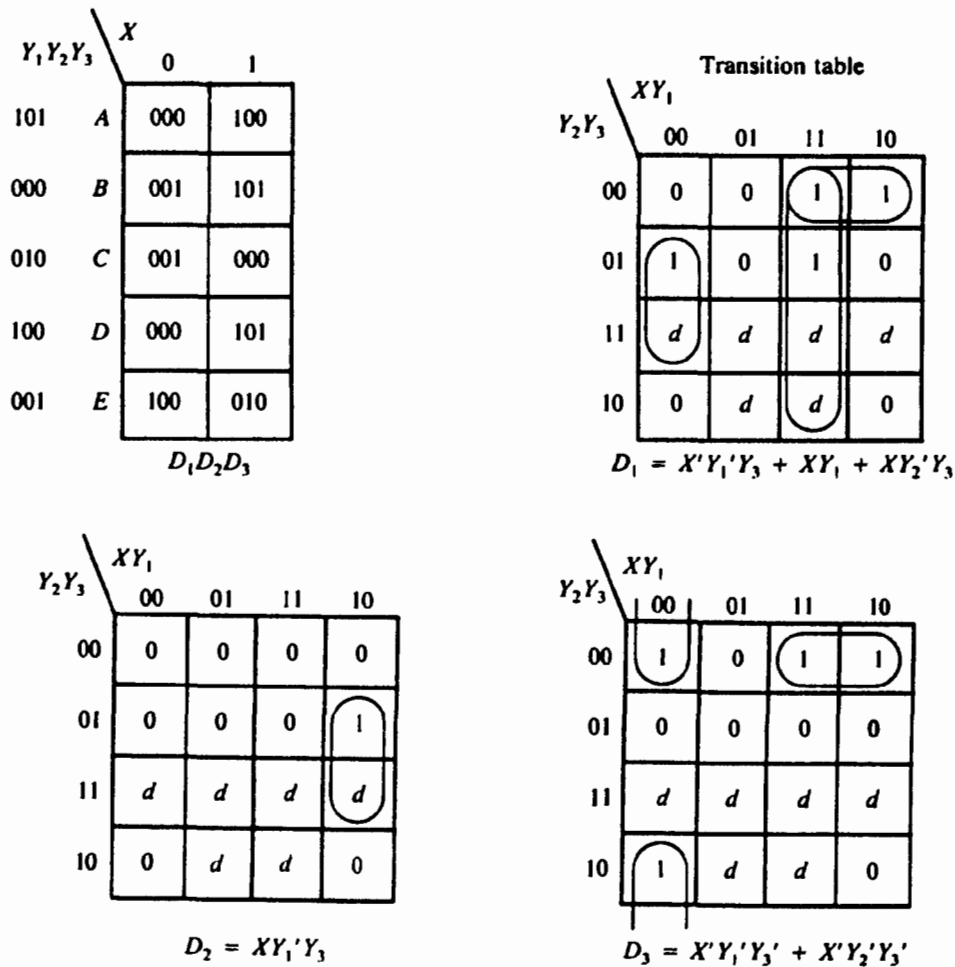 X
Y₁Y₂Y₃ 0 1
101 A 000 100
000 B 001 101
010 C 001 000
100 D 000 101
001 E 100 010
D₁D₂D₃
Transition table
XY₁
Y₂Y₃ 00 01 11 10
00 0 0 1 1
01 1 0 1 0
11 d d d d
10 0 d d 0
D₁ = X'Y₁'Y₃ + XY₁ + XY₂'Y₃
XY₁
Y₂Y₃ 00 01 11 10
00 0 0 0 0
01 0 0 0 1
11 d d d d
10 0 d d 0
D₂ = XY₁'Y₃
XY₁
Y₂Y₃ 00 01 11 10
00 1 0 1 1
01 0 0 0 0
11 d d d d
10 1 d d 0
D₃ = X'Y₁'Y₃' + X'Y₂'Y₃'